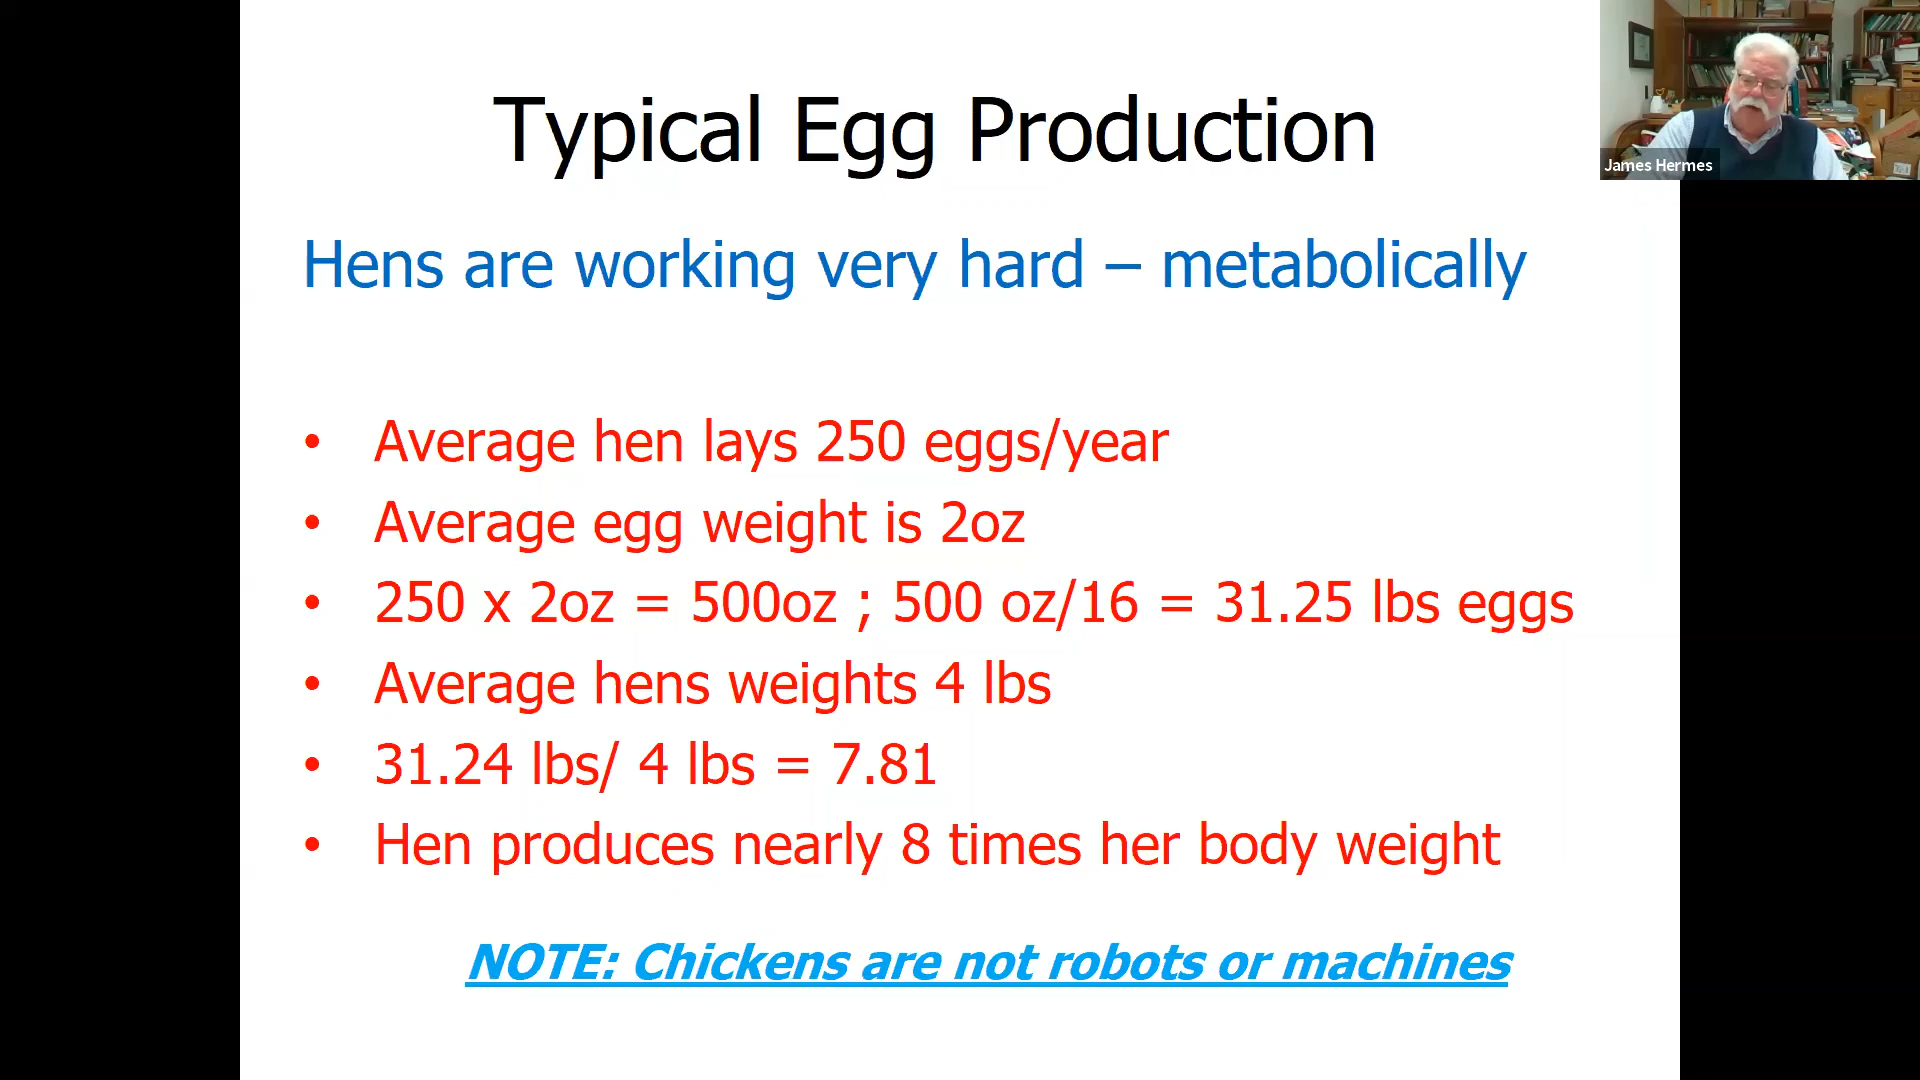 Typical Egg Production
Hens are working very hard – metabolically
• Average hen lays 250 eggs/year
• Average egg weight is 2oz
• 250 x 2oz = 500oz ; 500 oz/16 = 31.25 lbs eggs
• Average hens weights 4 lbs
• 31.24 lbs/ 4 lbs = 7.81
• Hen produces nearly 8 times her body weight
NOTE: Chickens are not robots or machines
James Hermes